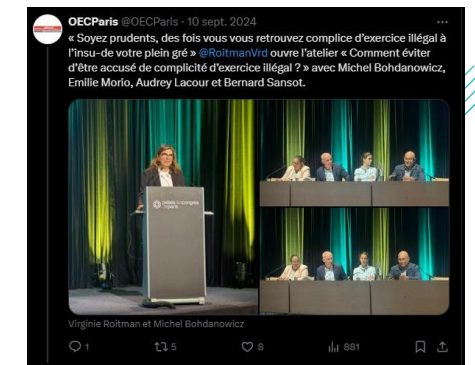 OECParis @OECParis · 10 sept. 2024
« Soyez prudents, des fois vous vous retrouvez complice d'exercice illégal à
l'insu-de votre plein gré » @RoitmanVrd ouvre l'atelier « Comment éviter
d'être accusé de complicité d'exercice illégal ? » avec Michel Bohdanowicz,
Emilie Morio, Audrey Lacour et Bernard Sansot.
Virginie Roitman et Michel Bohdanowicz
1 5 8 881